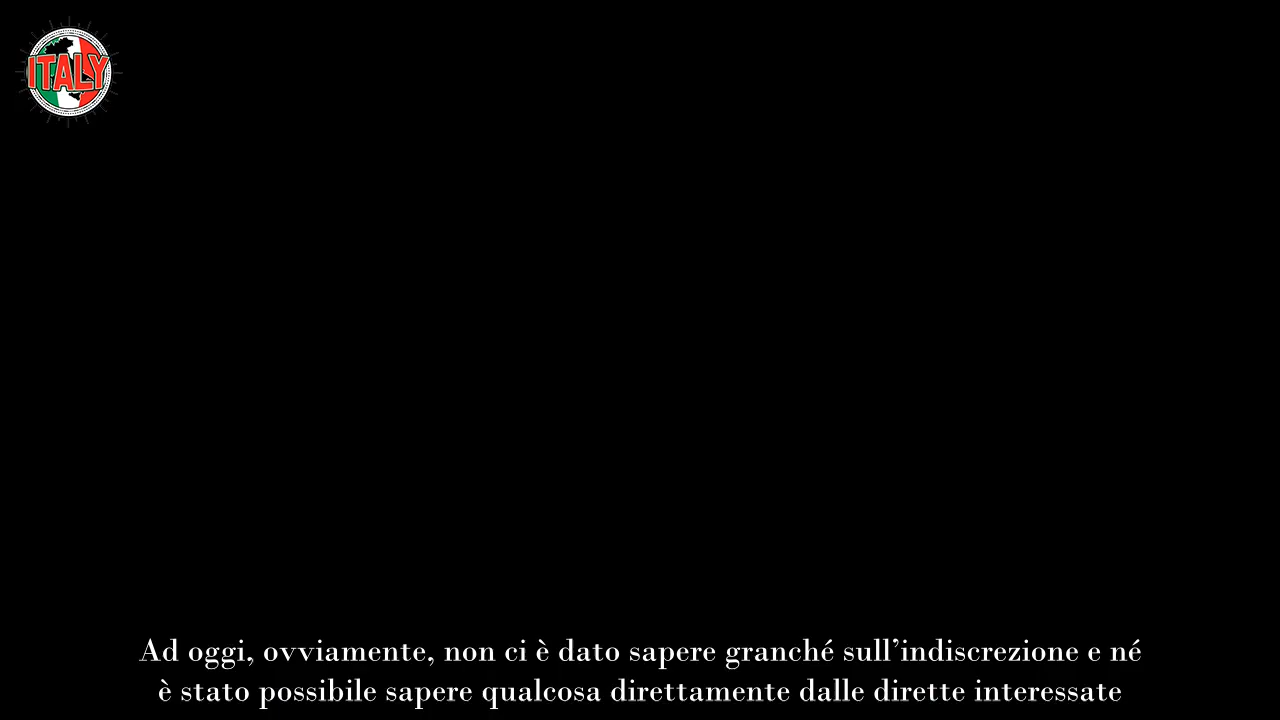 ITALY
Ad oggi, ovviamente, non ci è dato sapere granché sull’indiscrezione e né
è stato possibile sapere qualcosa direttamente dalle dirette interessate